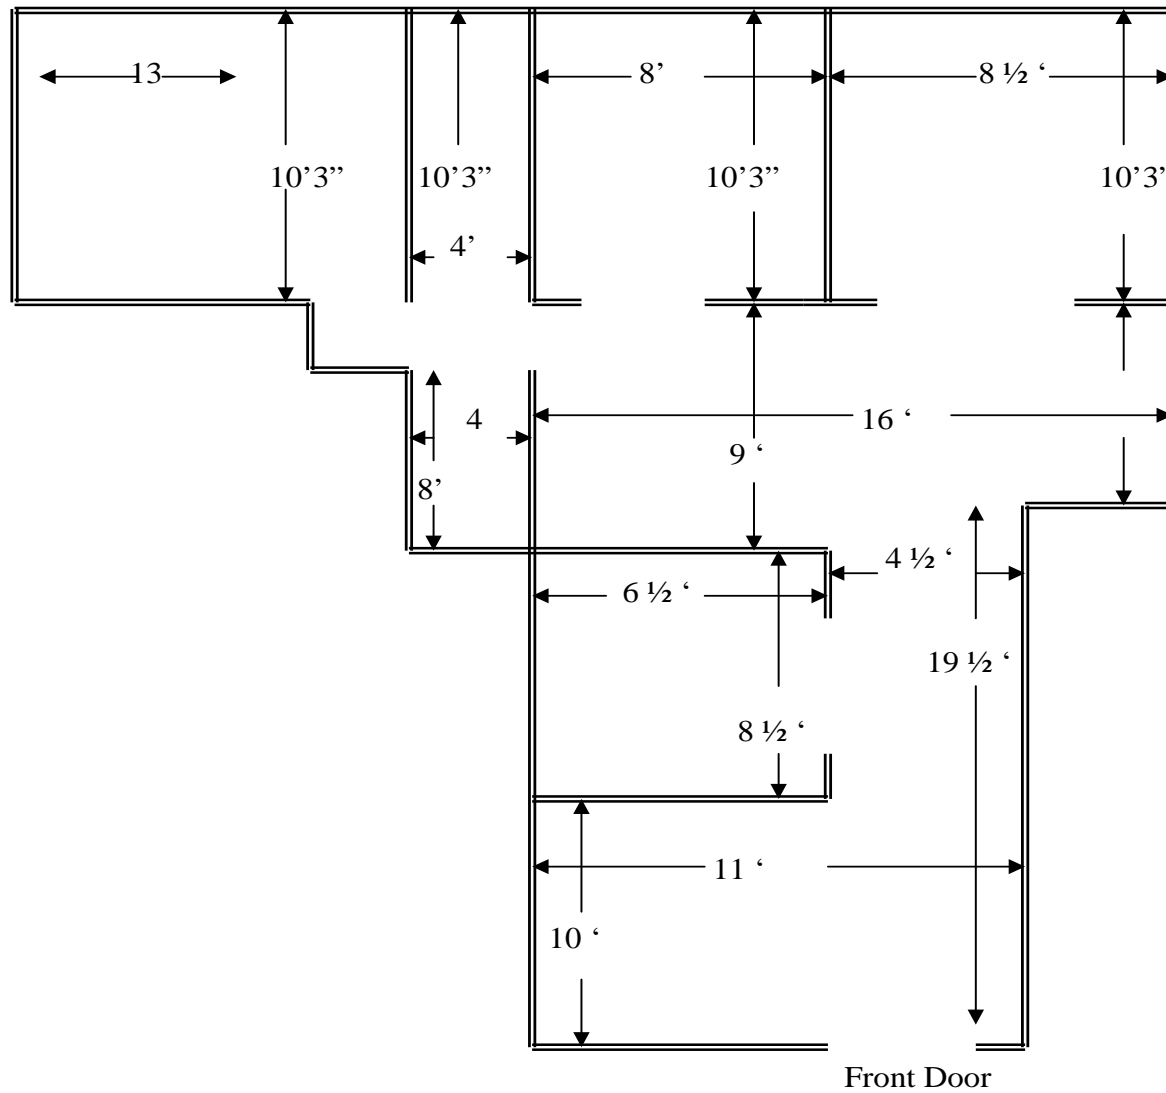 13
8’
8 ½ ‘
10’3”
10’3”
10’3”
10’3”
4’
4
16 ‘
9 ‘
8’
4 ½ ‘
6 ½ ‘
19 ½ ‘
8 ½ ‘
11 ‘
10 ‘
Front Door